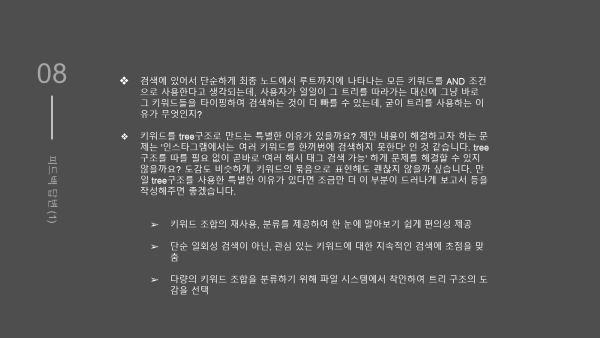 08
피드백 답변 (1)
❖ 검색에 있어서 단순하게 최종 노드에서 루트까지에 나타나는 모든 키워드를 AND 조건
으로 사용한다고 생각되는데, 사용자가 일일이 그 트리를 따라가는 대신에 그냥 바로
그 키워드들을 타이핑하여 검색하는 것이 더 빠를 수 있는데, 굳이 트리를 사용하는 이
유가 무엇인지?
❖ 키워드를 tree구조로 만드는 특별한 이유가 있을까요? 제안 내용이 해결하고자 하는 문
제는 '인스타그램에서는 여러 키워드를 한꺼번에 검색하지 못한다' 인 것 같습니다. tree
구조를 따를 필요 없이 곧바로 '여러 해시 태그 검색 가능' 하게 문제를 해결할 수 있지
않을까요? 도감도 비슷하게, 키워드의 묶음으로 표현해도 괜찮지 않을까 싶습니다. 만
일 tree구조를 사용한 특별한 이유가 있다면 조금만 더 이 부분이 드러나게 보고서 등을
작성해주면 좋겠습니다.
➢ 키워드 조합의 재사용, 분류를 제공하여 한 눈에 알아보기 쉽게 편의성 제공
➢ 단순 일회성 검색이 아닌, 관심 있는 키워드에 대한 지속적인 검색에 초점을 맞
춤
➢ 다량의 키워드 조합을 분류하기 위해 파일 시스템에서 착안하여 트리 구조의 도
감을 선택